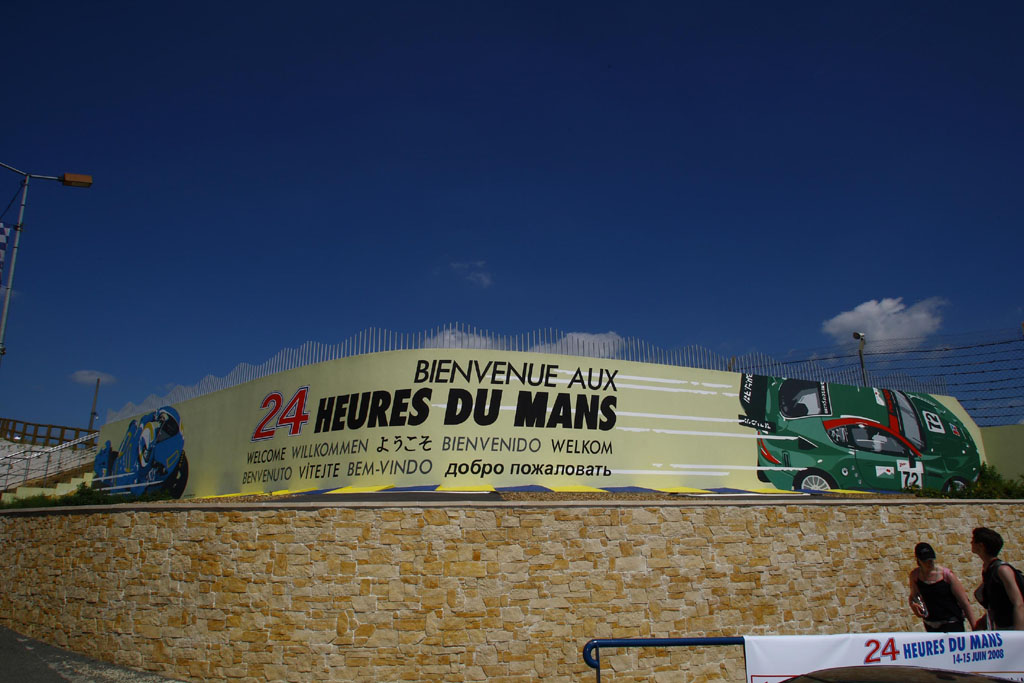 BIENVENUE AUX
24 HEURES DU MANS
WELCOME WILLKOMMEN ようこそ BIENVENIDO WELKOM
BENVENUTO VÍTEJTE BEM-VINDO добро пожаловать
72
72
24 HEURES DU MANS
14-15 JUIN 2008